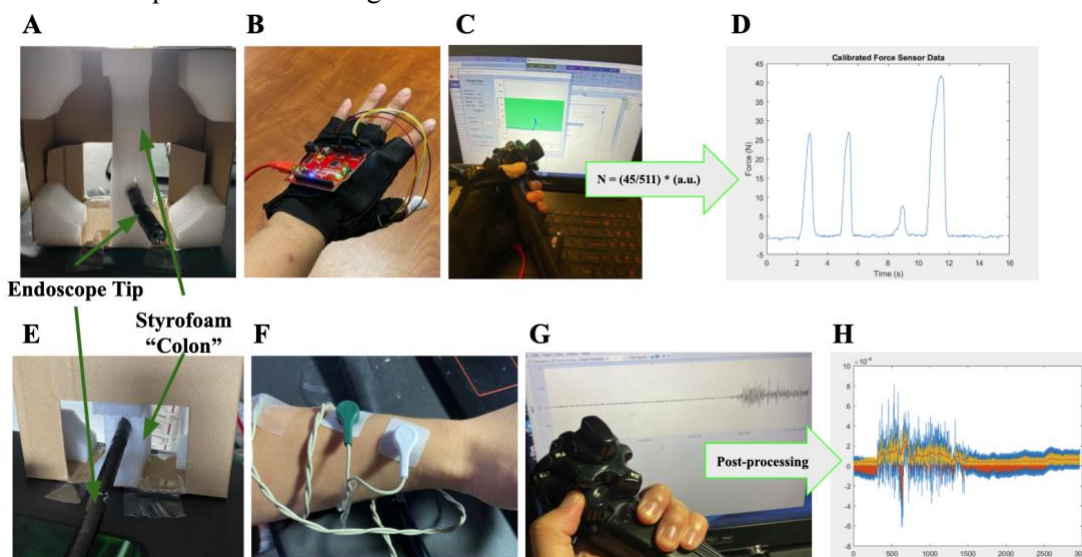 A
B
C
D
Calibrated Force Sensor Data
45
40
35
30
25
20
15
10
5
0
-5
Force (N)
0 2 4 6 8 10 12 14 16
Time (s)
N = (45/511) * (a.u.)
Endoscope Tip
Styrofoam
“Colon”
E
F
G
H
Post-processing
10
8
6
4
2
0
-2
-4
-6
-8
0 500 1000 1500 2000 2500